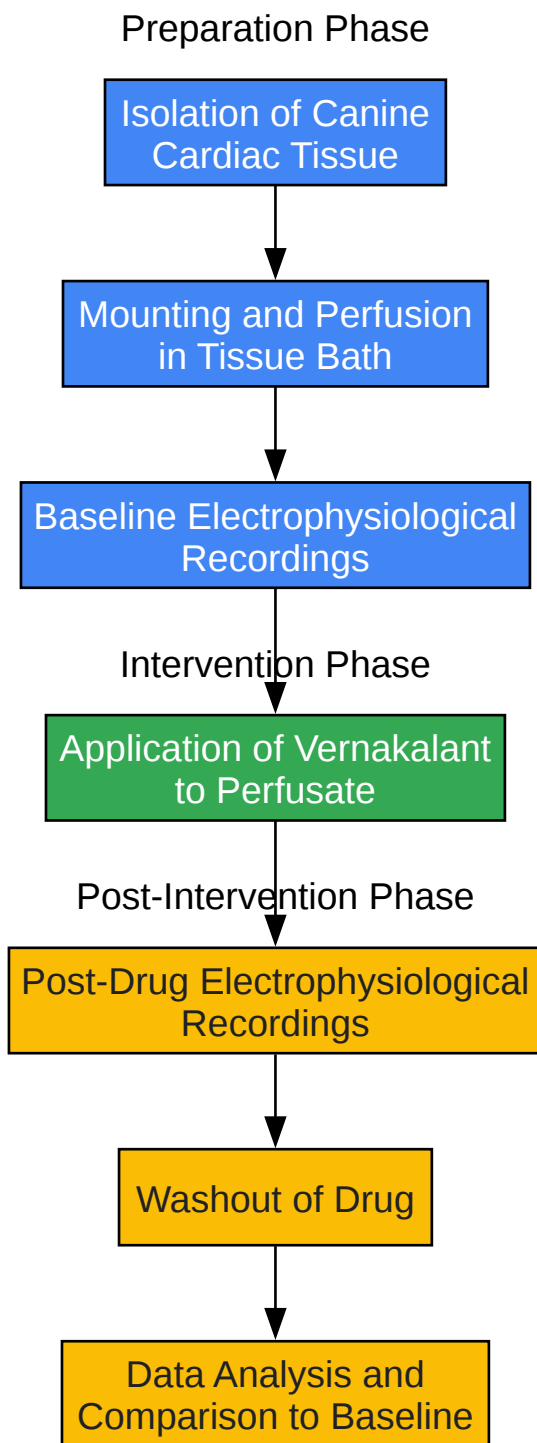 Preparation Phase
Isolation of Canine
Cardiac Tissue
Mounting and Perfusion
in Tissue Bath
Baseline Electrophysiological
Recordings
Intervention Phase
Application of Vernakalant
to Perfusate
Post-Intervention Phase
Post-Drug Electrophysiological
Recordings
Washout of Drug
Data Analysis and
Comparison to Baseline